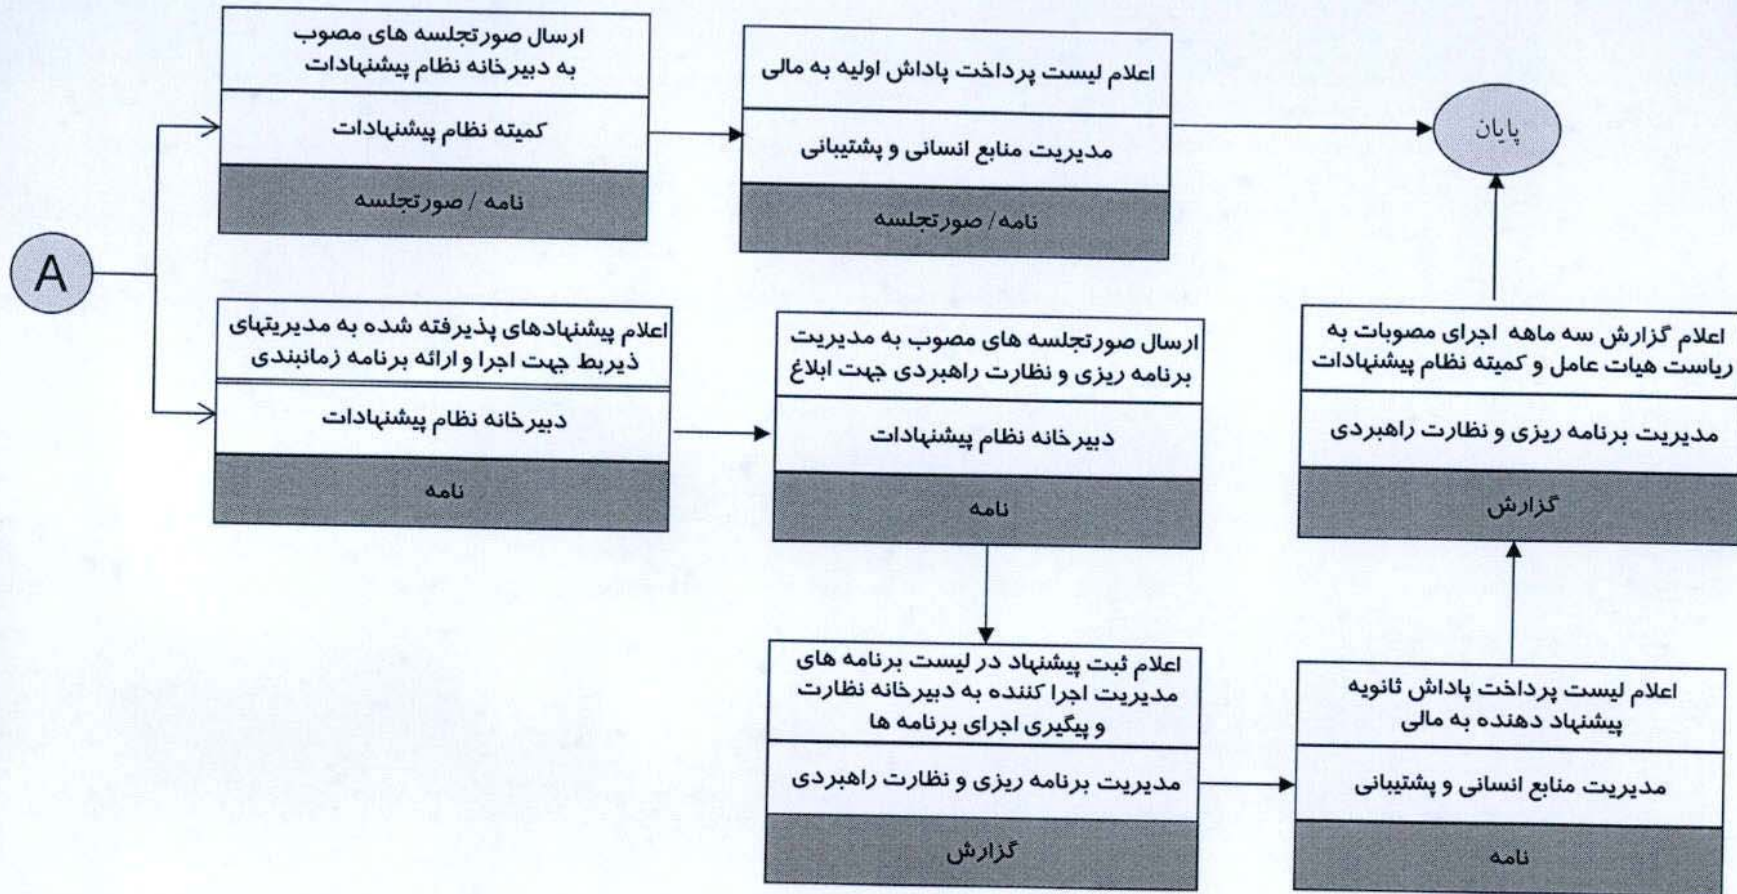 A
ارسال صورتجلسه های مصوب
به دبیرخانه نظام پیشنهادات
کمیته نظام پیشنهادات
نامه / صورتجلسه
اعلام لیست پرداخت پاداش اولیه به مالی
مدیریت منابع انسانی و پشتیبانی
نامه/ صورتجلسه
پایان
اعلام پیشنهادهای پذیرفته شده به مدیریتهای
ذیربط جهت اجرا و ارائه برنامه زمانبندی
دبیرخانه نظام پیشنهادات
نامه
ارسال صورتجلسه های مصوب به مدیریت
برنامه ریزی و نظارت راهبردی جهت ابلاغ
دبیرخانه نظام پیشنهادات
نامه
اعلام ثبت پیشنهاد در لیست برنامه های
مدیریت اجرا کننده به دبیرخانه نظارت
و پیگیری اجرای برنامه ها
مدیریت برنامه ریزی و نظارت راهبردی
گزارش
اعلام لیست پرداخت پاداش ثانویه
پیشنهاد دهنده به مالی
مدیریت منابع انسانی و پشتیبانی
نامه
اعلام گزارش سه ماهه اجرای مصوبات به
ریاست هیات عامل و کمیته نظام پیشنهادات
مدیریت برنامه ریزی و نظارت راهبردی
گزارش